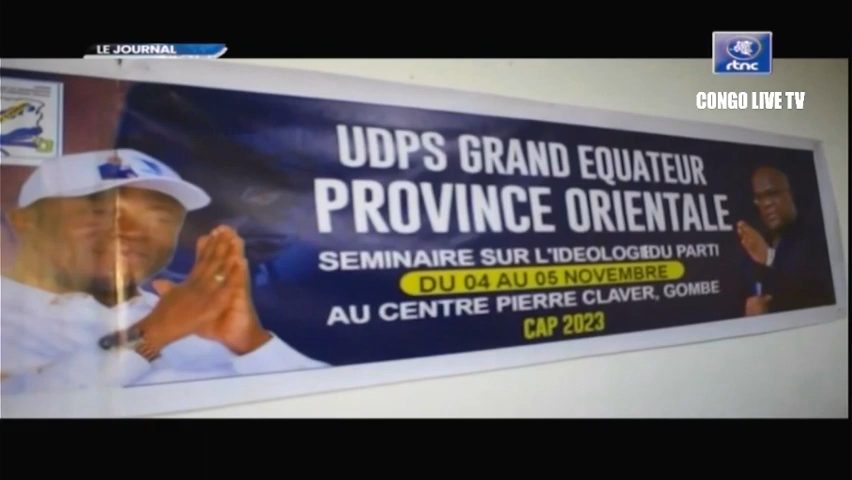 LE JOURNAL
rtnc
CONGO LIVE TV
UDPS GRAND EQUATEUR
PROVINCE ORIENTALE
SEMINAIRE SUR L'IDEOLOGIEDU PARTI
DU 04 AU 05 NOVEMBRE
AU CENTRE PIERRE CLAVER, GOMBE
CAP 2023